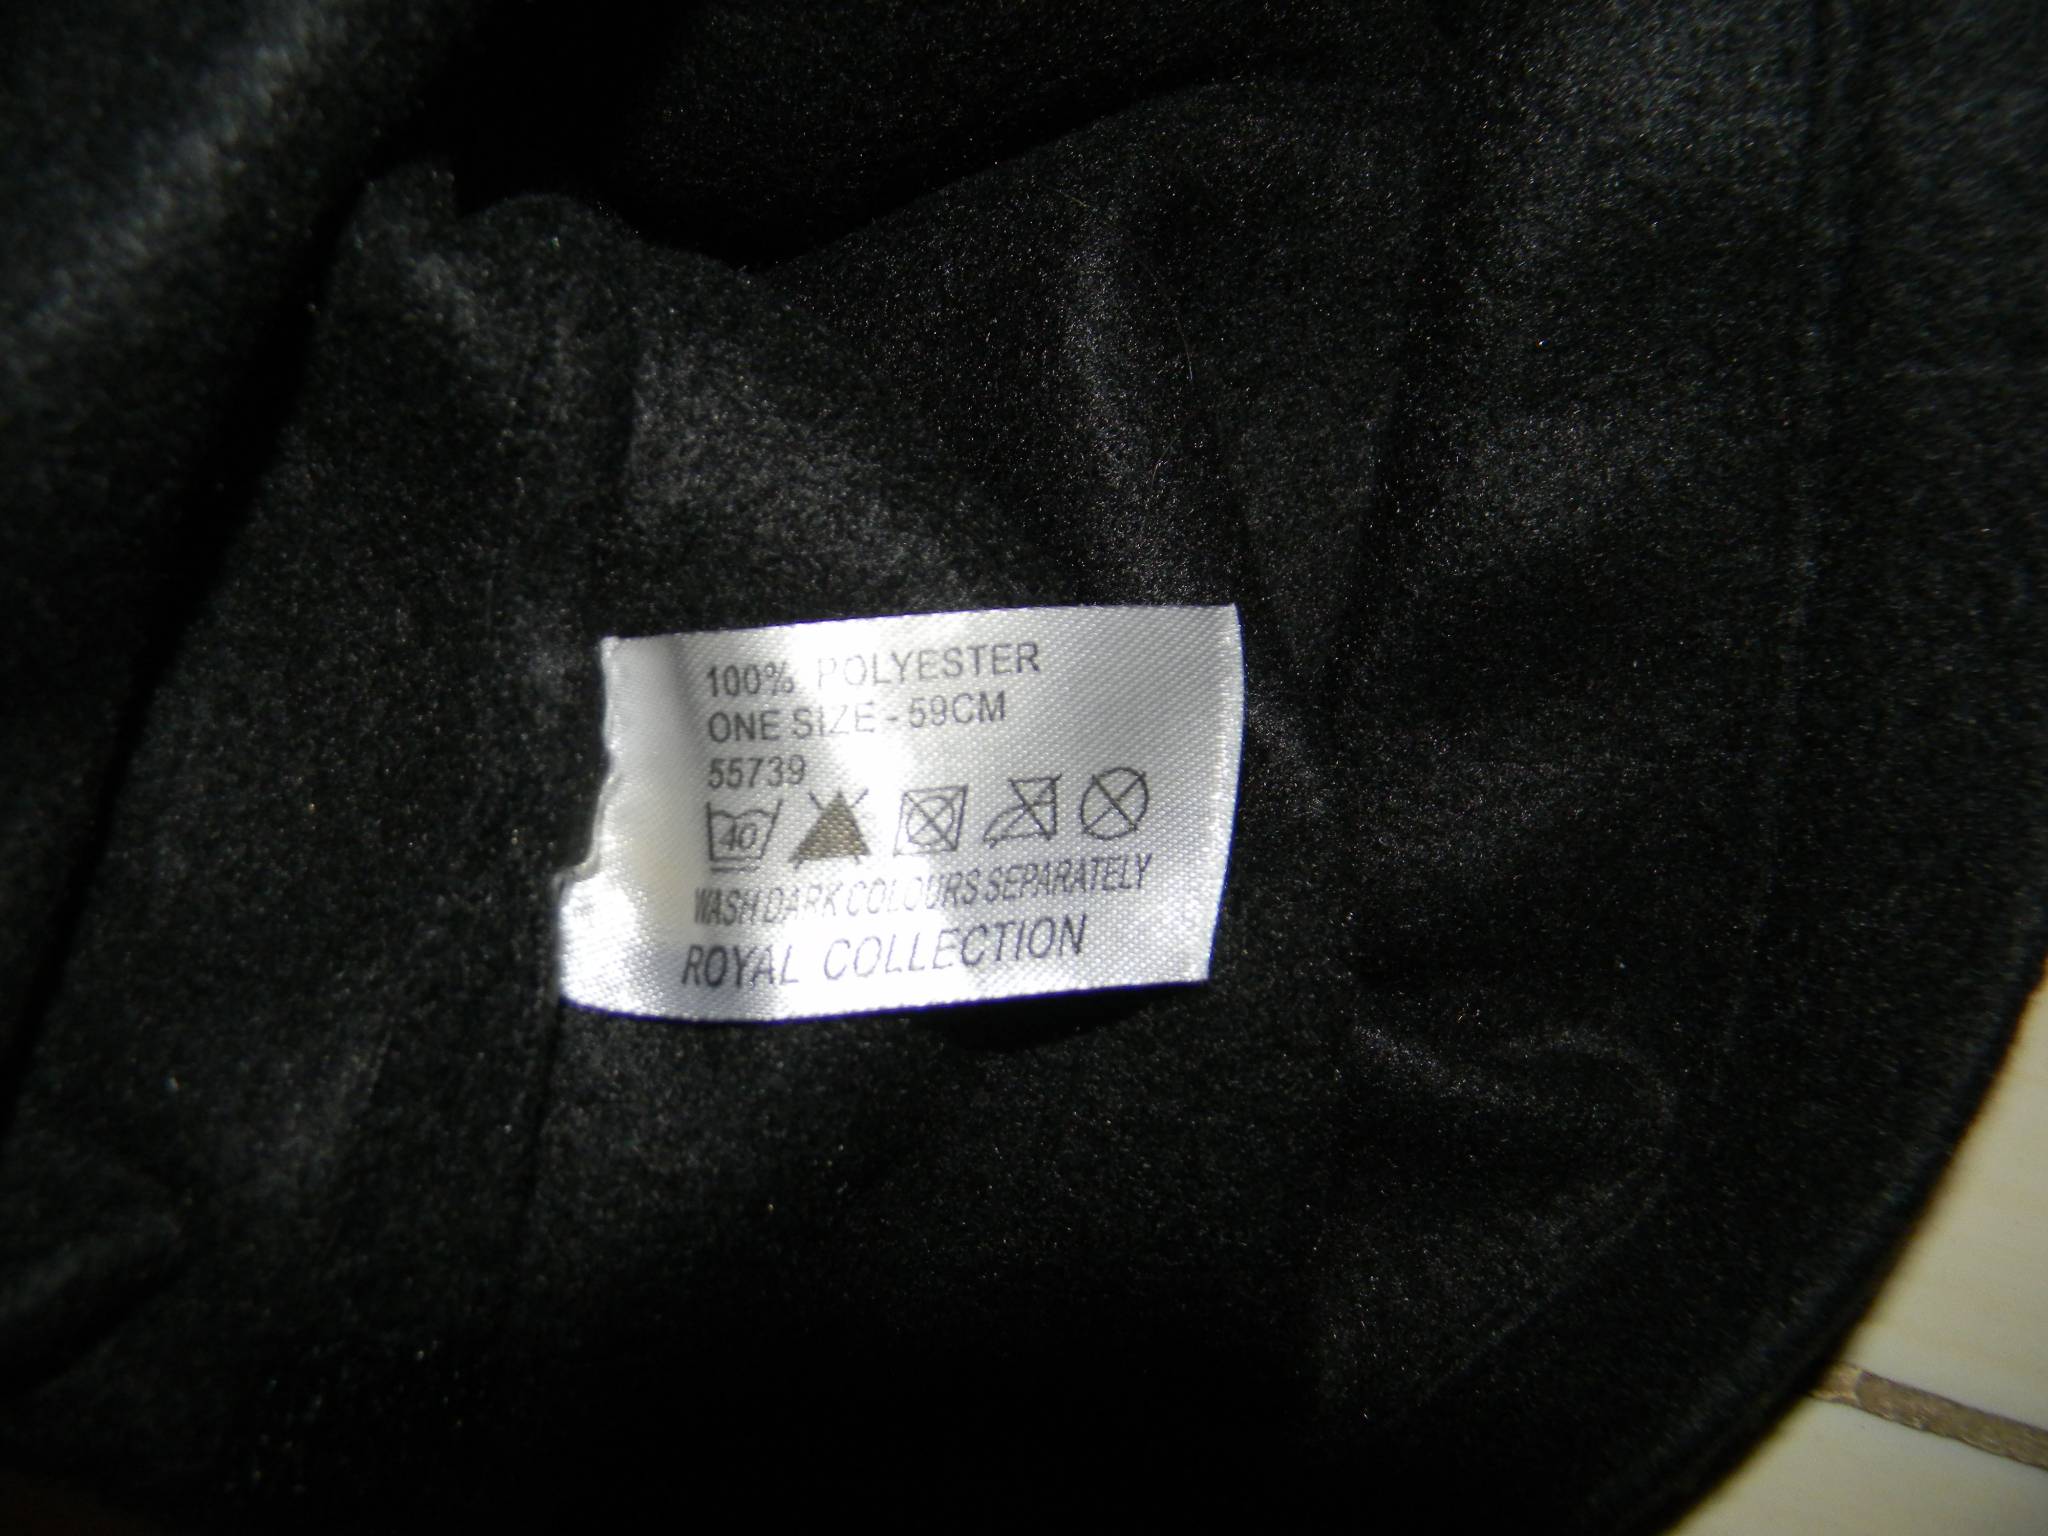 100% POLYESTER
ONE SIZE - 59CM
55739
40
WASH DARK COLOURS SEPARATELY
ROYAL COLLECTION